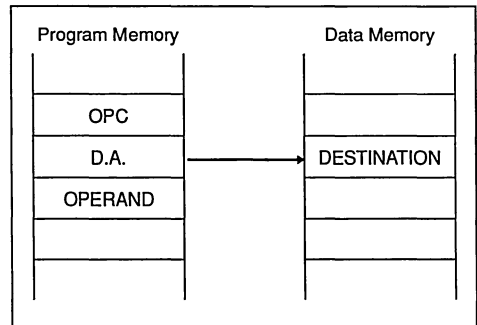 Program Memory
Data Memory
OPC
D.A.
DESTINATION
OPERAND